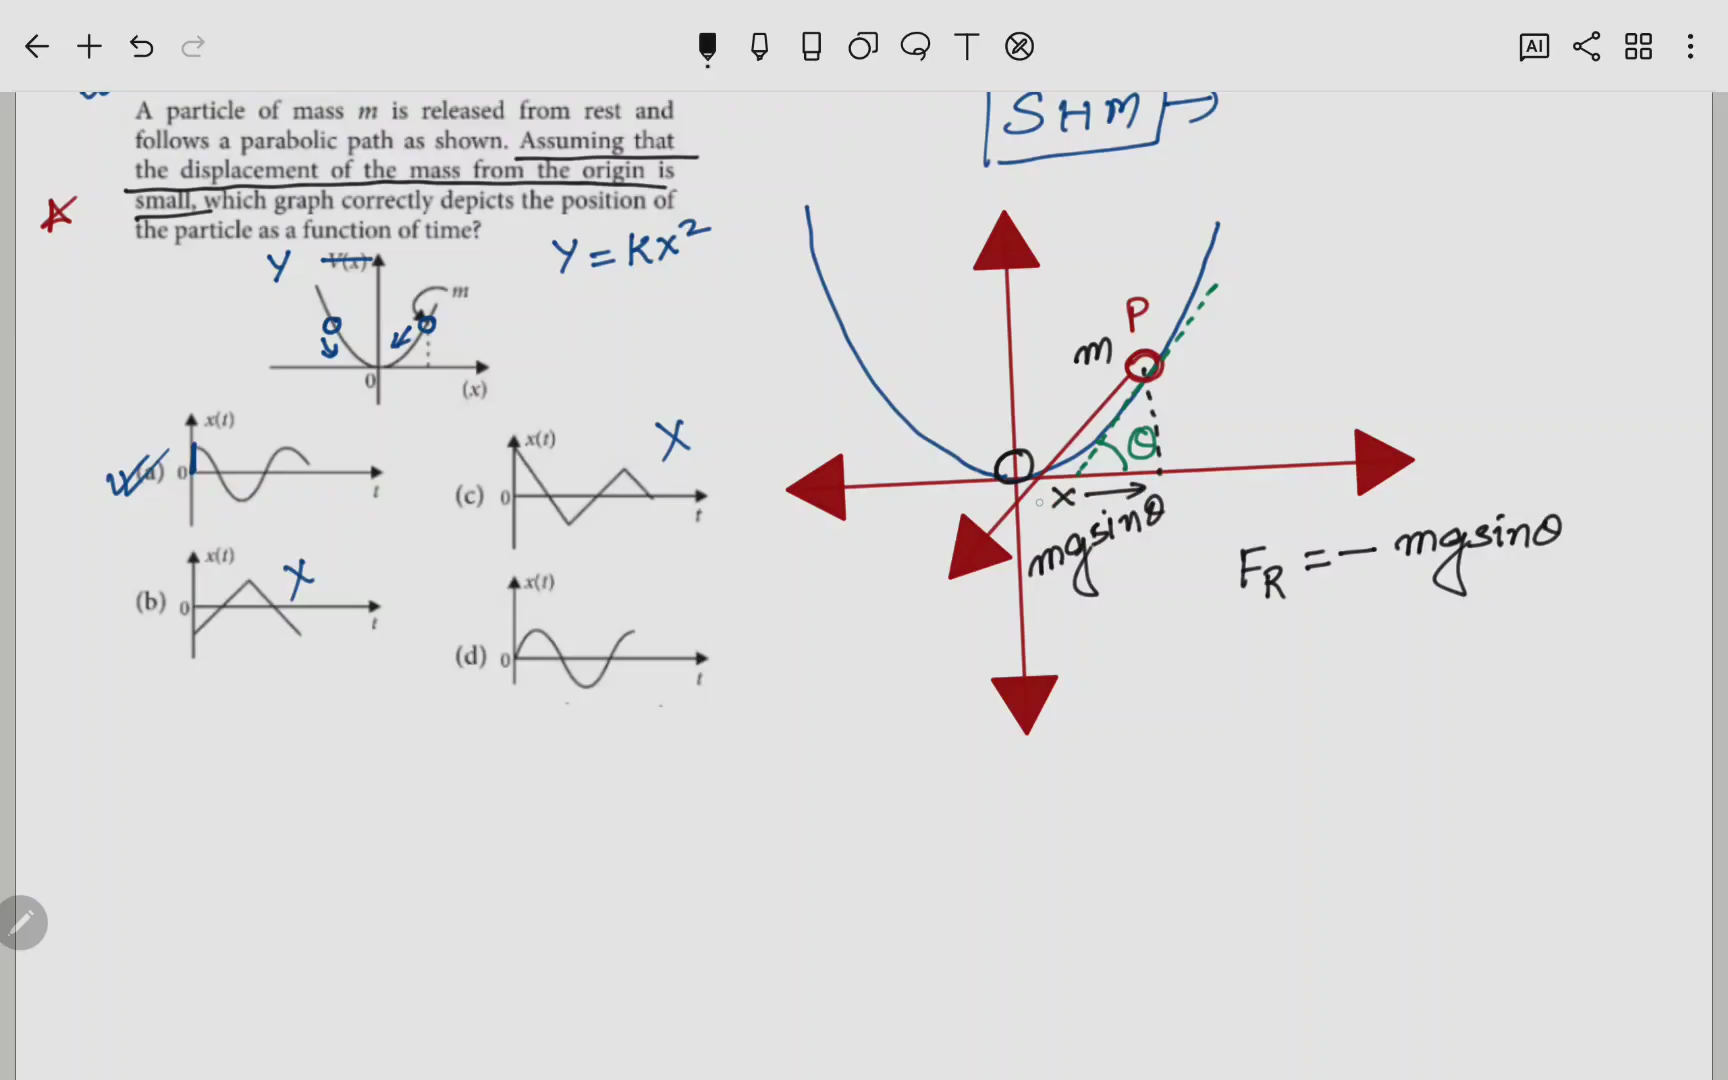 T
AI
SHM
A particle of mass m is released from rest and
follows a parabolic path as shown. Assuming that
the displacement of the mass from the origin is
small, which graph correctly depicts the position of
the particle as a function of time?
Y = Kx²
Y V(x)
m
0
(x)
(a) 0 x(t) t
X
(c) 0 x(t) t
X
(b) 0 x(t) t
(d) 0 x(t) t
P
m
θ
x
mg sinθ
F_R = - mg sinθ